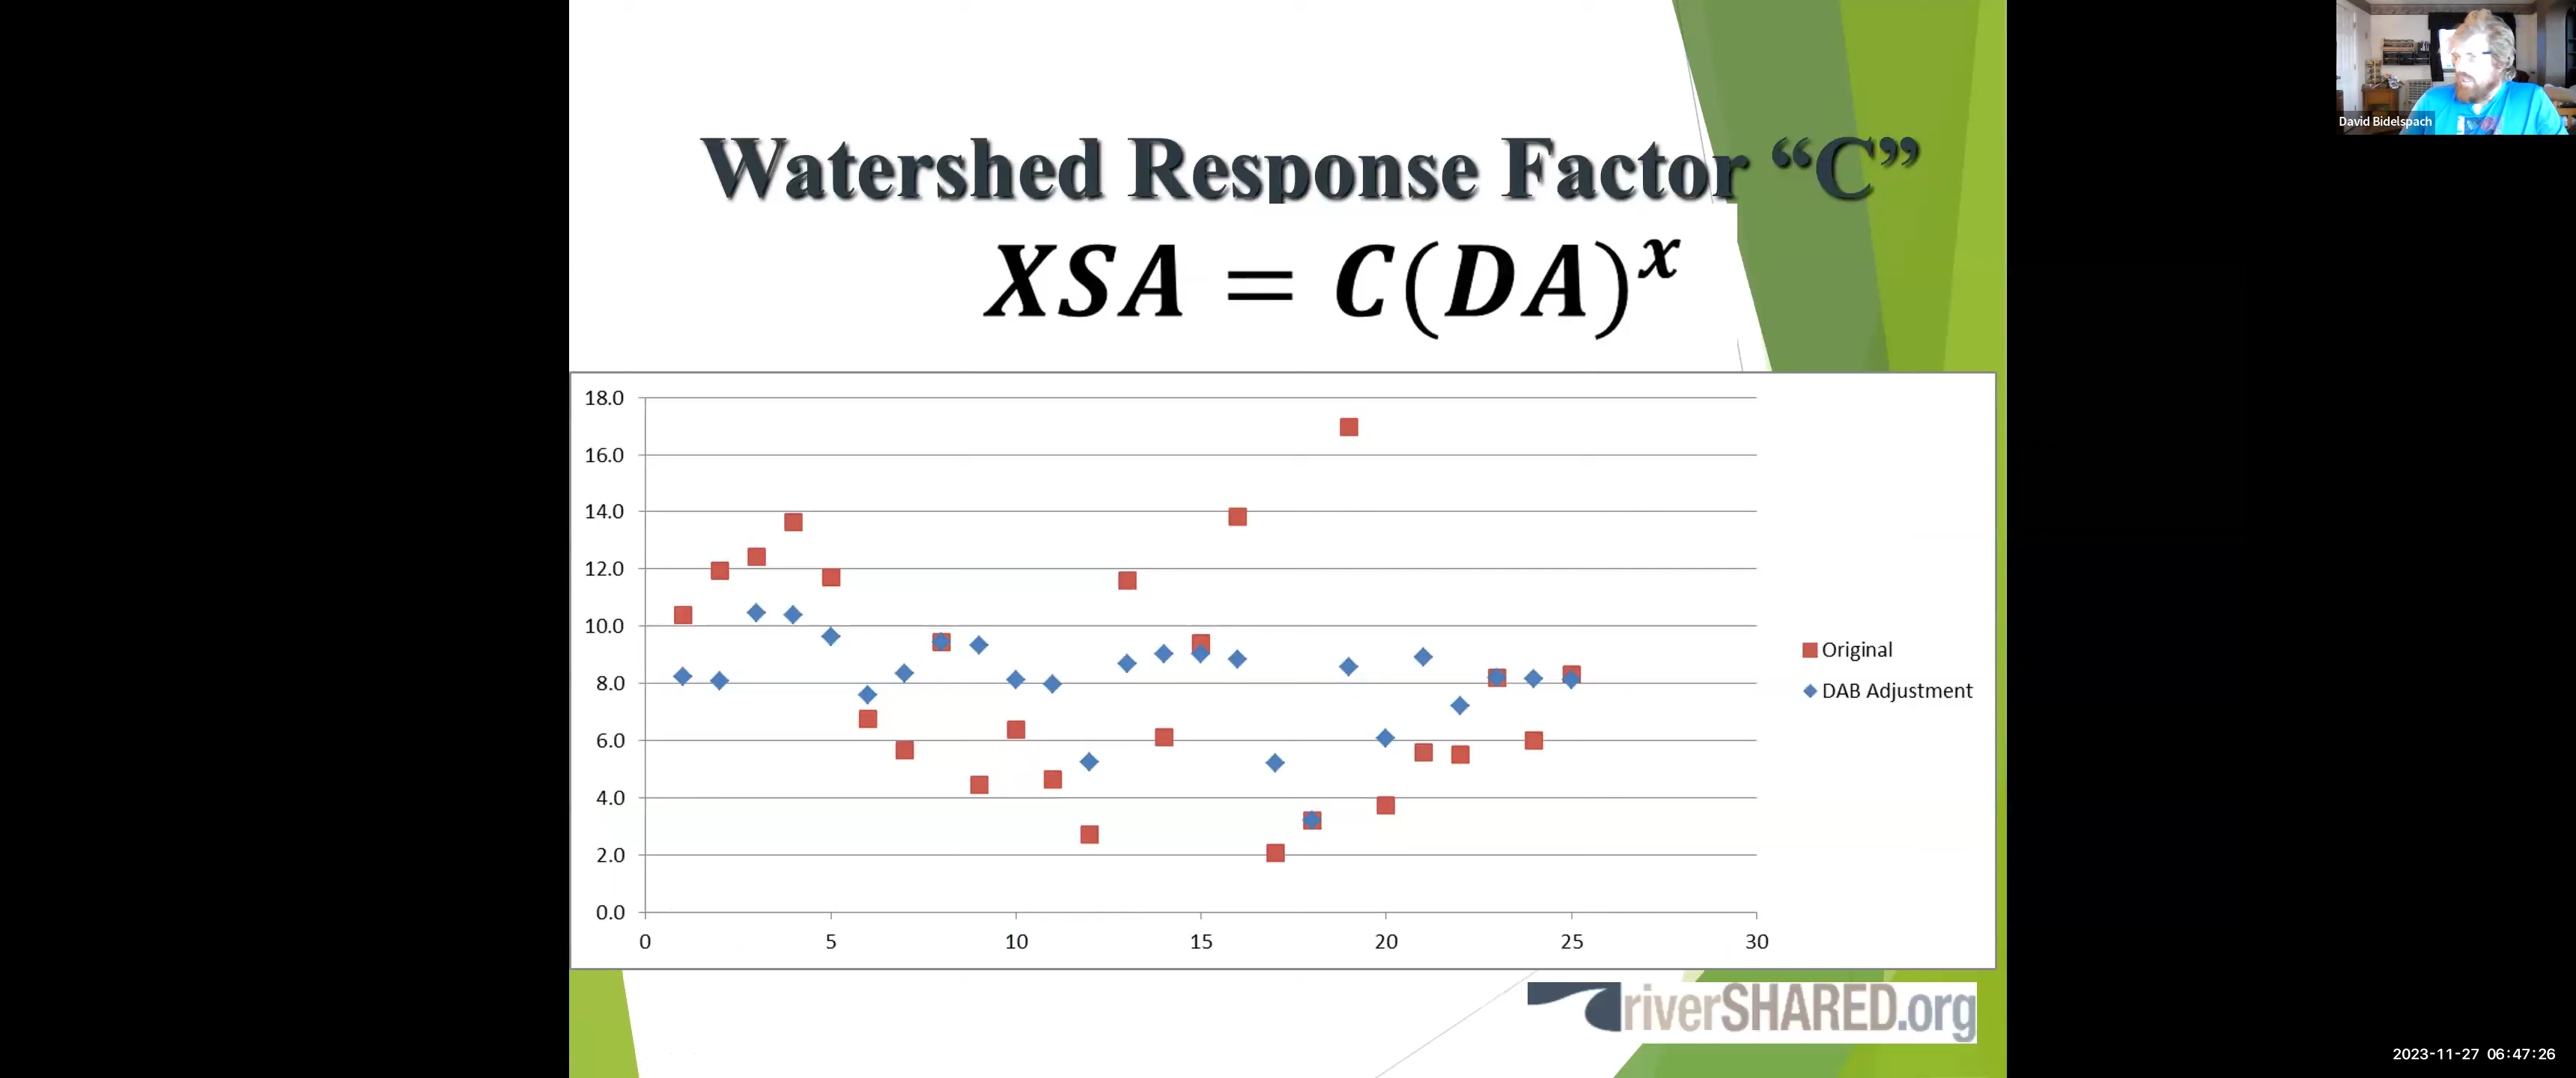 David Bidelspach
Watershed Response Factor “C”
XSA = C(DA)^x
18.0
16.0
14.0
12.0
10.0
8.0
6.0
4.0
2.0
0.0
0 5 10 15 20 25 30
Original
DAB Adjustment
riverSHARED.org
2023-11-27 06:47:26